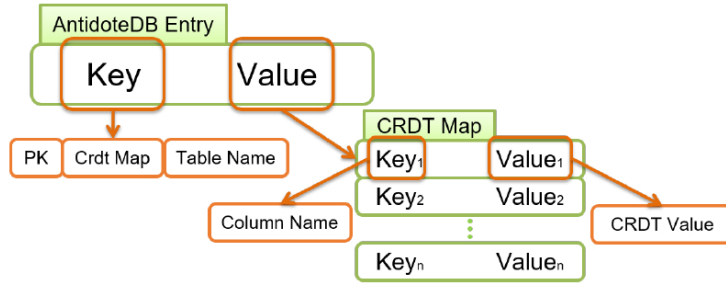 AntidoteDB Entry
Key Value
CRDT Map
PK Crdt Map Table Name
Key₁ Value₁
Key₂ Value₂
Column Name
CRDT Value
Keyₙ Valueₙ